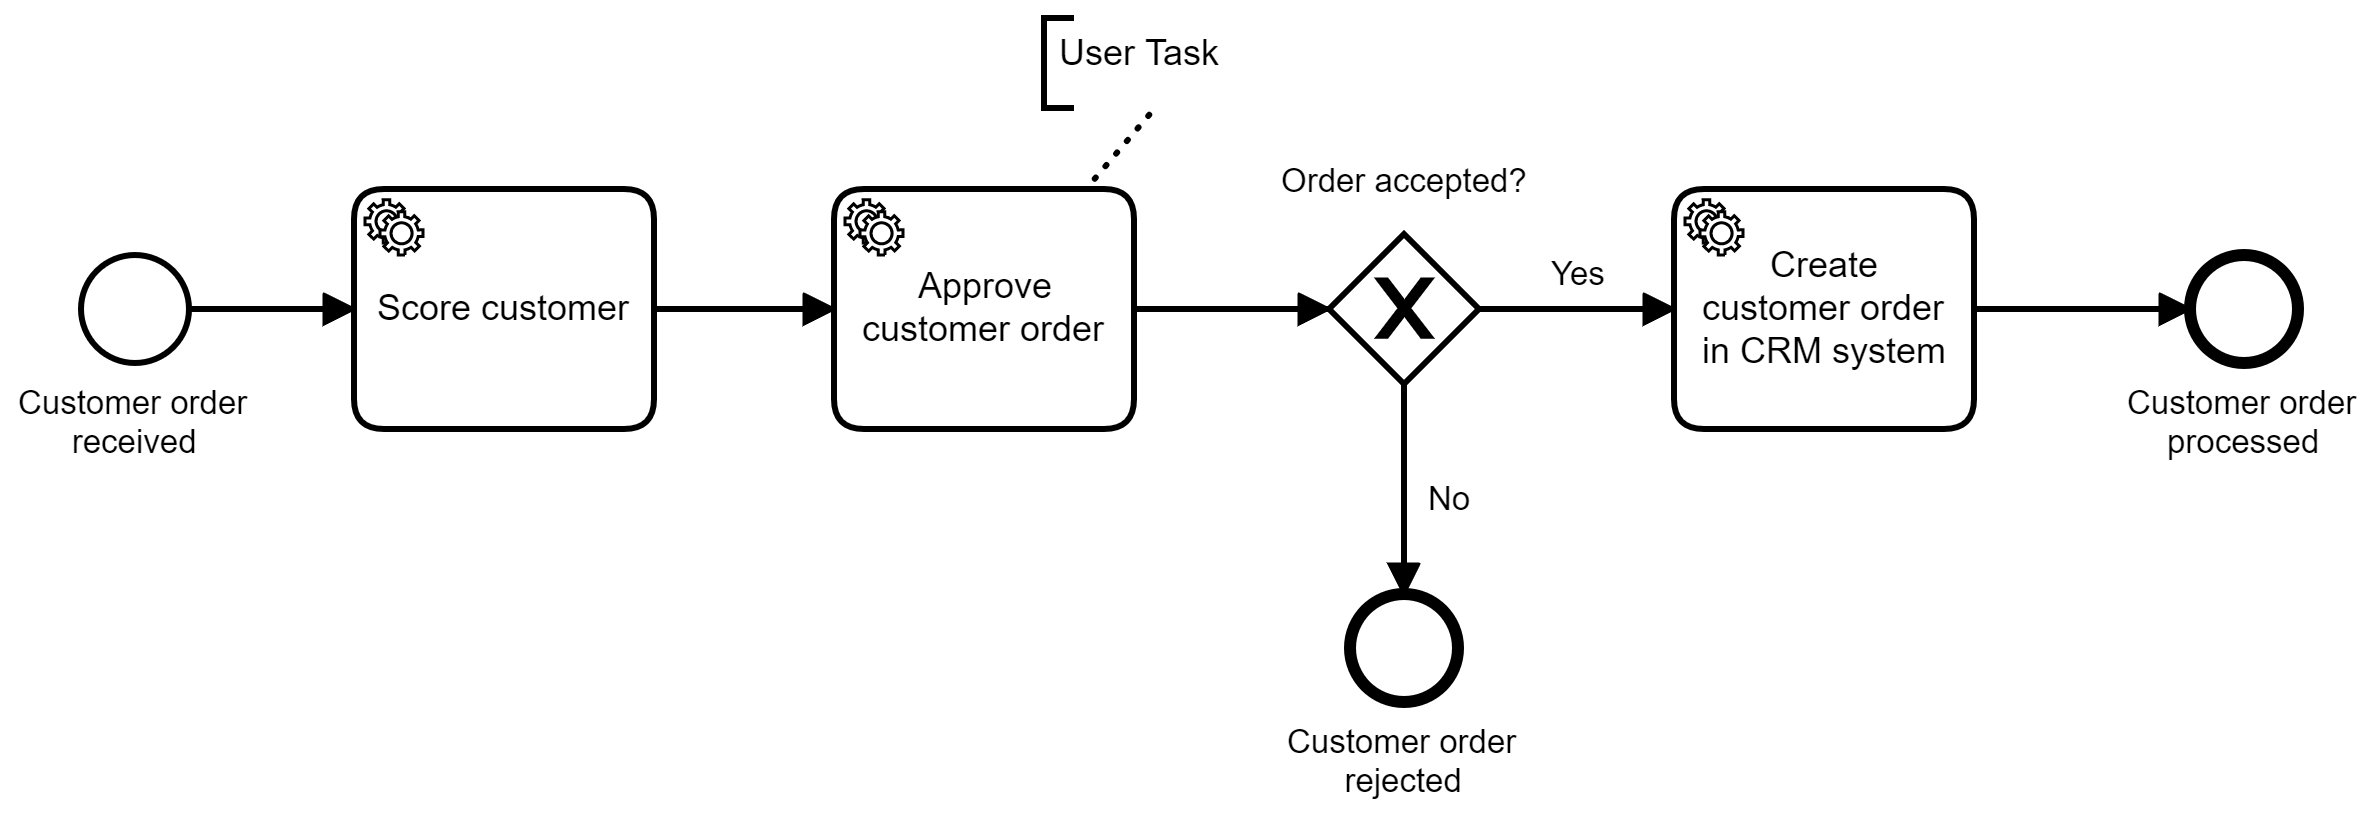 User Task
Order accepted?
Score customer
Approve
customer order
X
Yes
Create
customer order
in CRM system
Customer order
received
Customer order
processed
No
Customer order
rejected